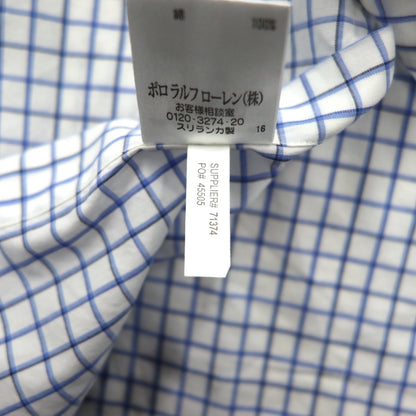 綿 100%
ポロ ラルフ ローレン(株)
お客様相談室
0120-3274-20
スリランカ製 16
SUPPLIER# 71374
PO# 45505